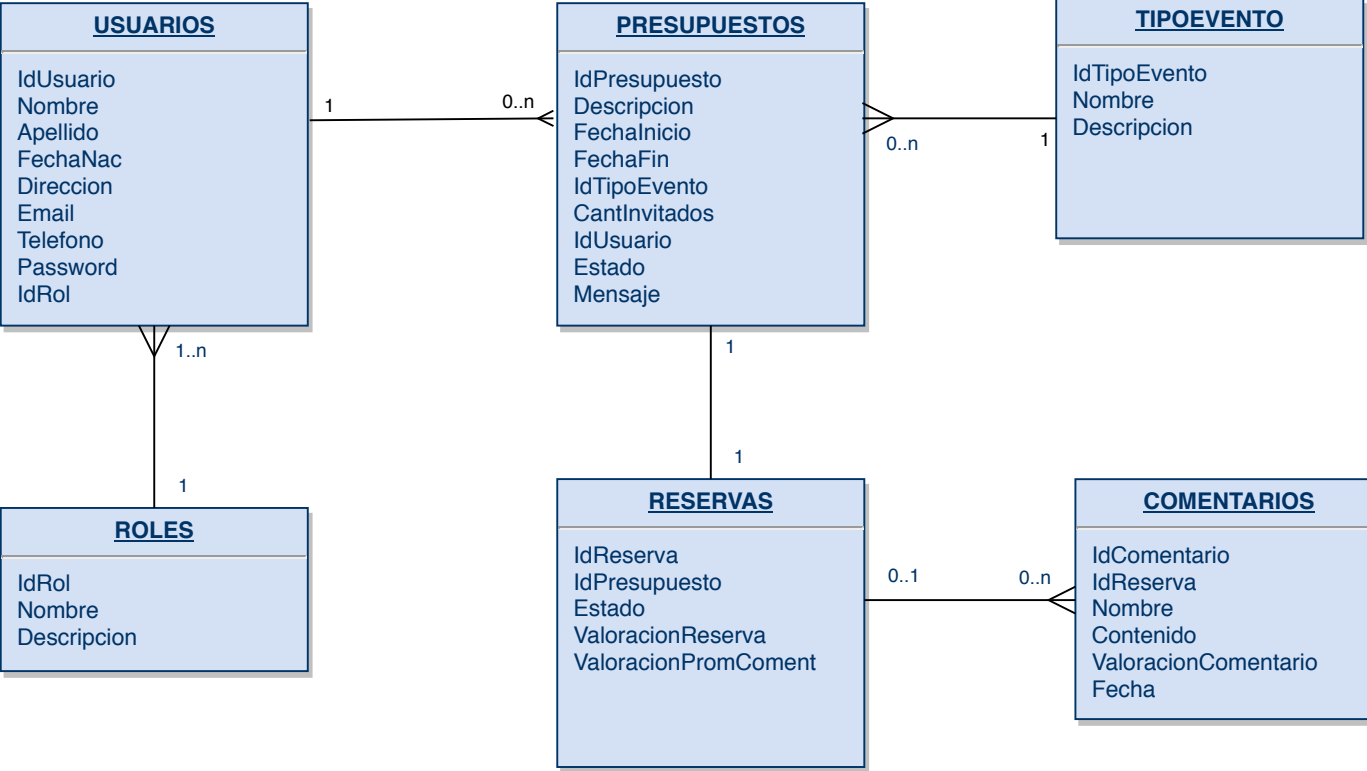 USUARIOS
IdUsuario
Nombre
Apellido
FechaNac
Direccion
Email
Telefono
Password
IdRol
1
0..n
PRESUPUESTOS
IdPresupuesto
Descripcion
FechaInicio
FechaFin
IdTipoEvento
CantInvitados
IdUsuario
Estado
Mensaje
0..n
1
TIPOEVENTO
IdTipoEvento
Nombre
Descripcion
1..n
1
ROLES
IdRol
Nombre
Descripcion
1
1
RESERVAS
IdReserva
IdPresupuesto
Estado
ValoracionReserva
ValoracionPromComent
0..1
0..n
COMENTARIOS
IdComentario
IdReserva
Nombre
Contenido
ValoracionComentario
Fecha